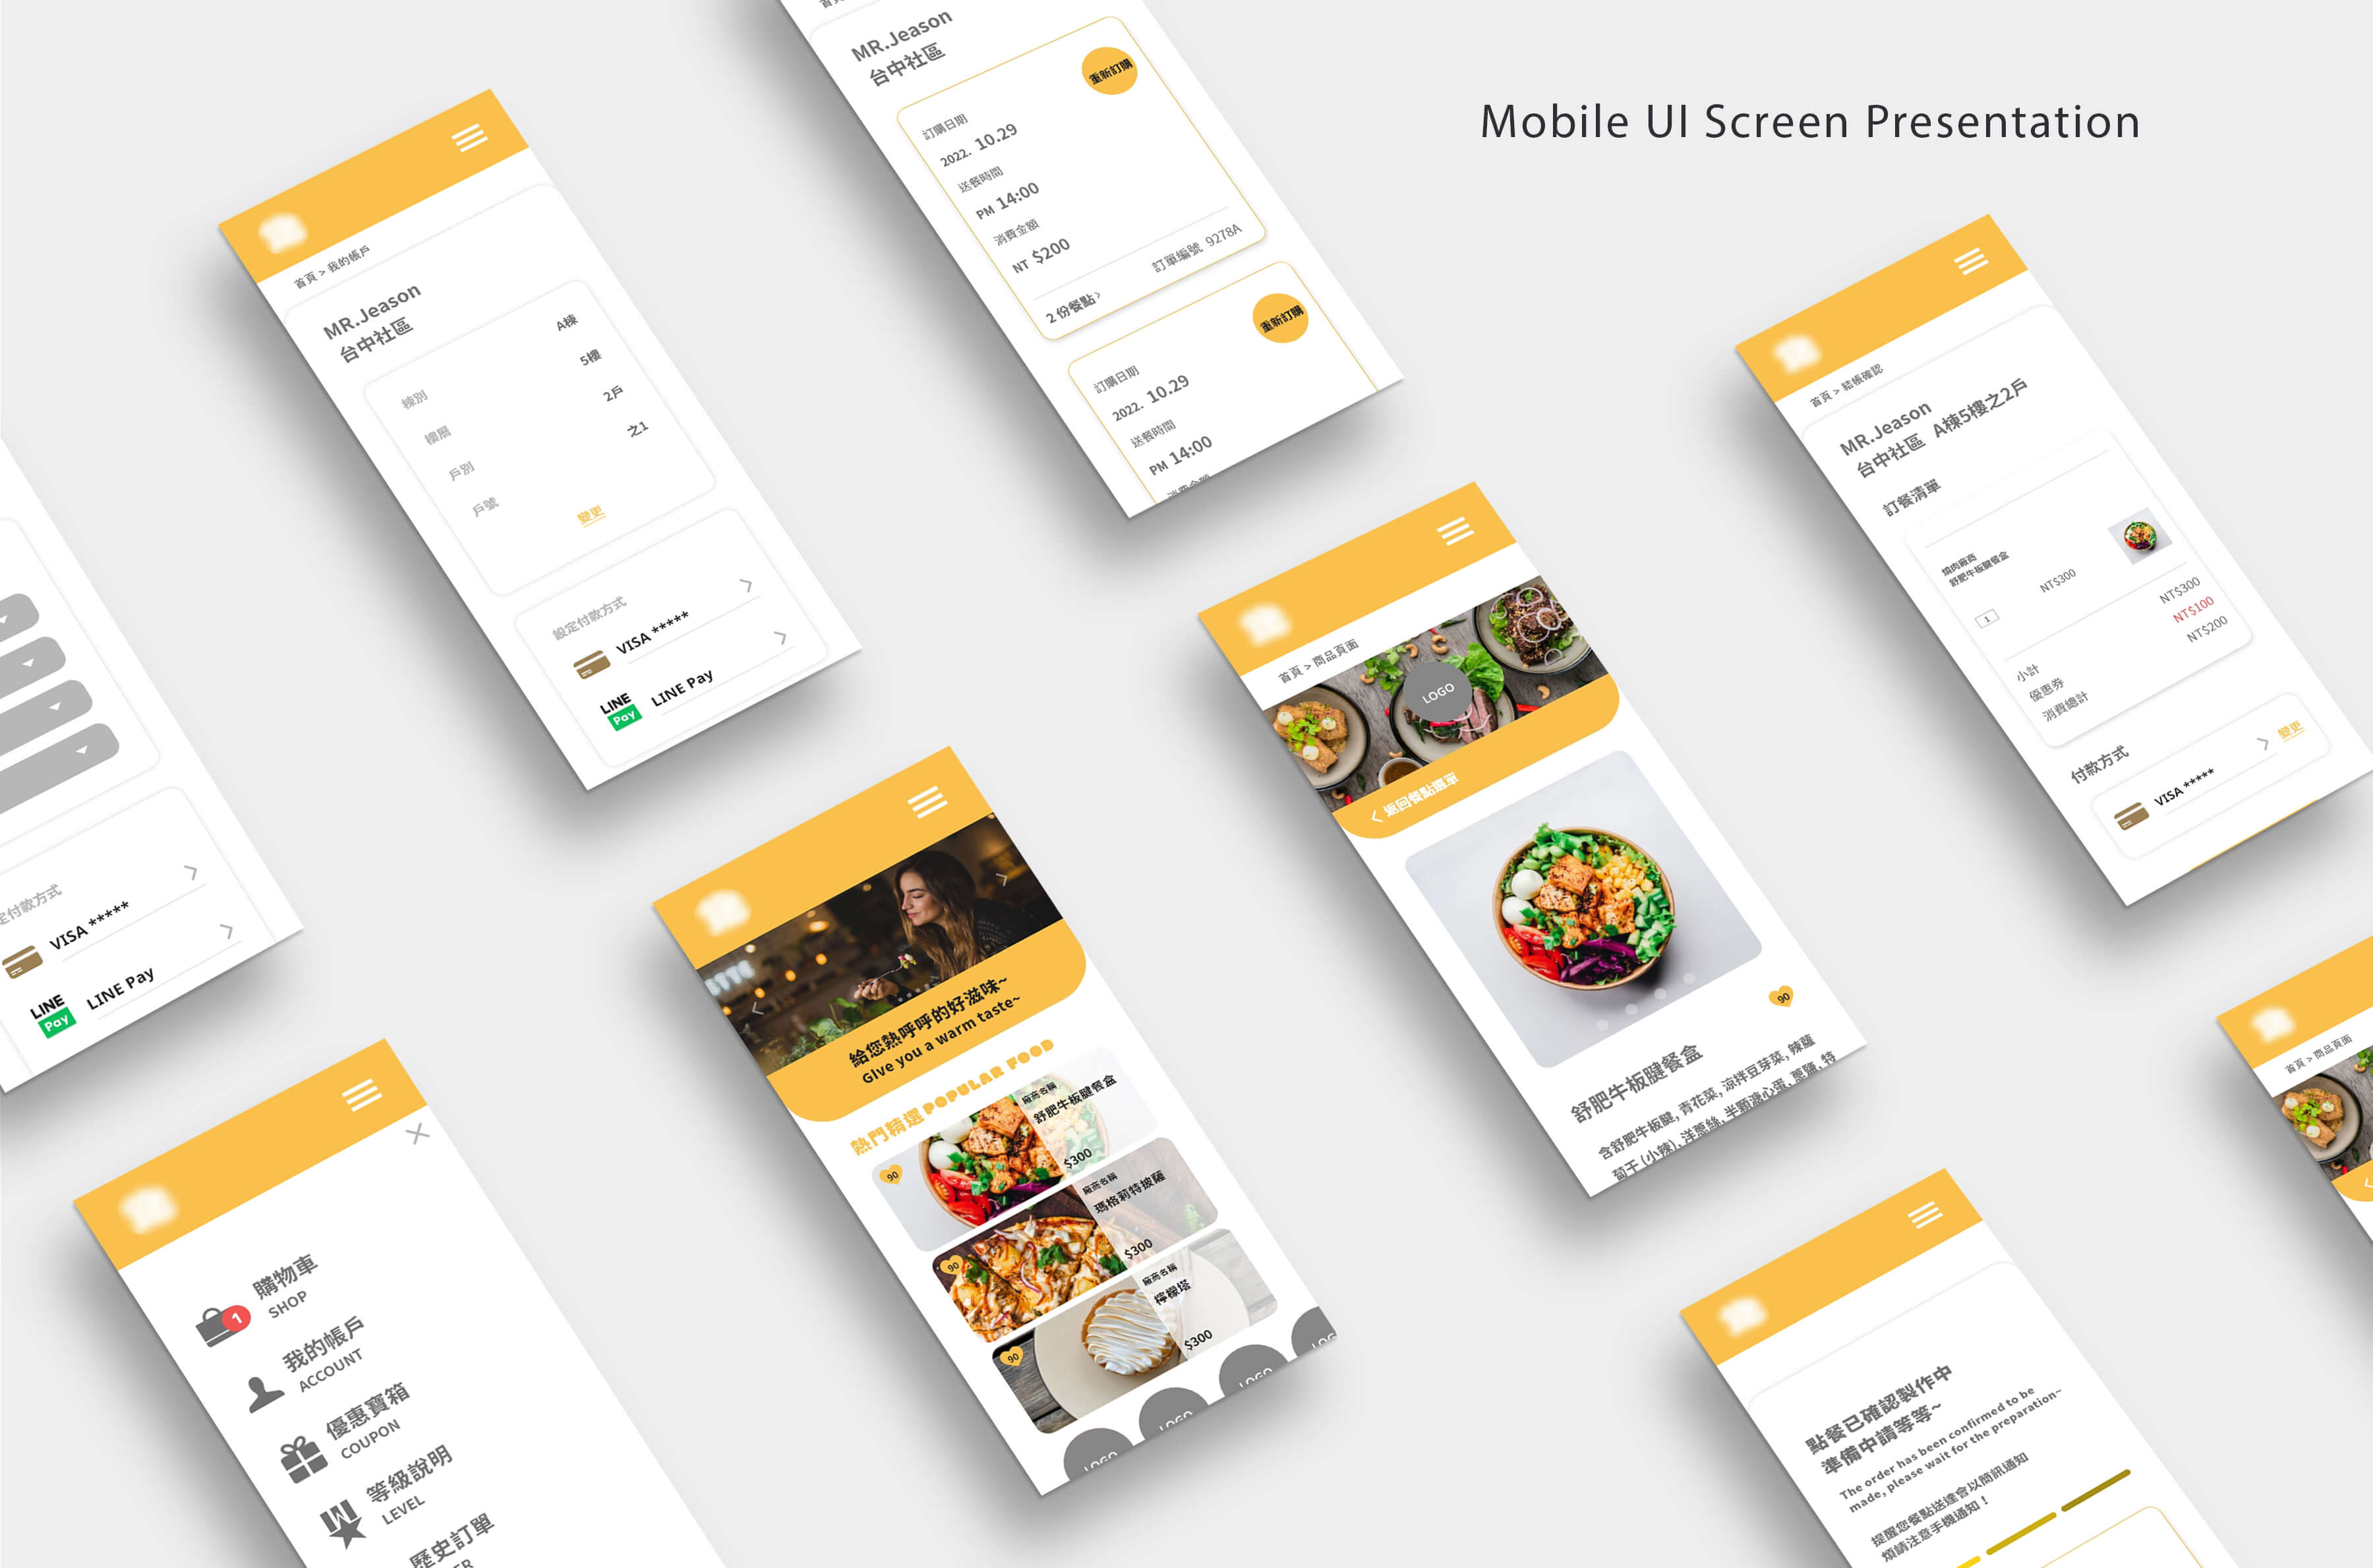 Mobile UI Screen Presentation
MR.Jeason
台中社區
重新訂購
訂購日期
2022. 10.29
送餐時間
PM 14:00
消費金額
NT $200
2 份餐點>
訂單編號 9278A
重新訂購
訂購日期
2022. 10.29
送餐時間
PM 14:00
消費金額
首頁 > 我的帳戶
MR.Jeason
台中社區
棟別
A棟
樓層
5樓
戶別
2戶
戶號
之1
變更
設定付款方式
VISA *****
LINE Pay
LINE Pay
首頁 > 結帳確認
MR.Jeason
台中社區 A棟5樓之2戶
訂餐清單
燒肉廠商
舒肥牛板腱餐盒
1
NT$300
小計
NT$300
優惠券
NT$100
消費總計
NT$200
付款方式
VISA *****
變更
首頁 > 商品頁面
LOGO
< 返回餐點選單
90
舒肥牛板腱餐盒
含舒肥牛板腱, 青花菜, 涼拌豆芽菜, 辣蘿
蔔干(小辣), 洋蔥絲, 半顆溏心蛋, 蔥鹽, 特
定付款方式
VISA *****
LINE Pay
LINE Pay
給您熱呼呼的好滋味~
GIve you a warm taste~
熱門精選 POPULAR FOOD
90
廠商名稱
舒肥牛板腱餐盒
$300
90
廠商名稱
瑪格莉特披薩
$300
90
廠商名稱
檸檬塔
$300
LOGO
LOGO
LOGO
LOGO
購物車
SHOP
1
我的帳戶
ACCOUNT
優惠寶箱
COUPON
等級說明
LEVEL
歷史訂單
首頁 > 商品頁面
點餐已確認製作中
準備中請等等~
The order has been confirmed to be
made, please wait for the preparation~
提醒您餐點送達會以簡訊通知
煩請注意手機通知！